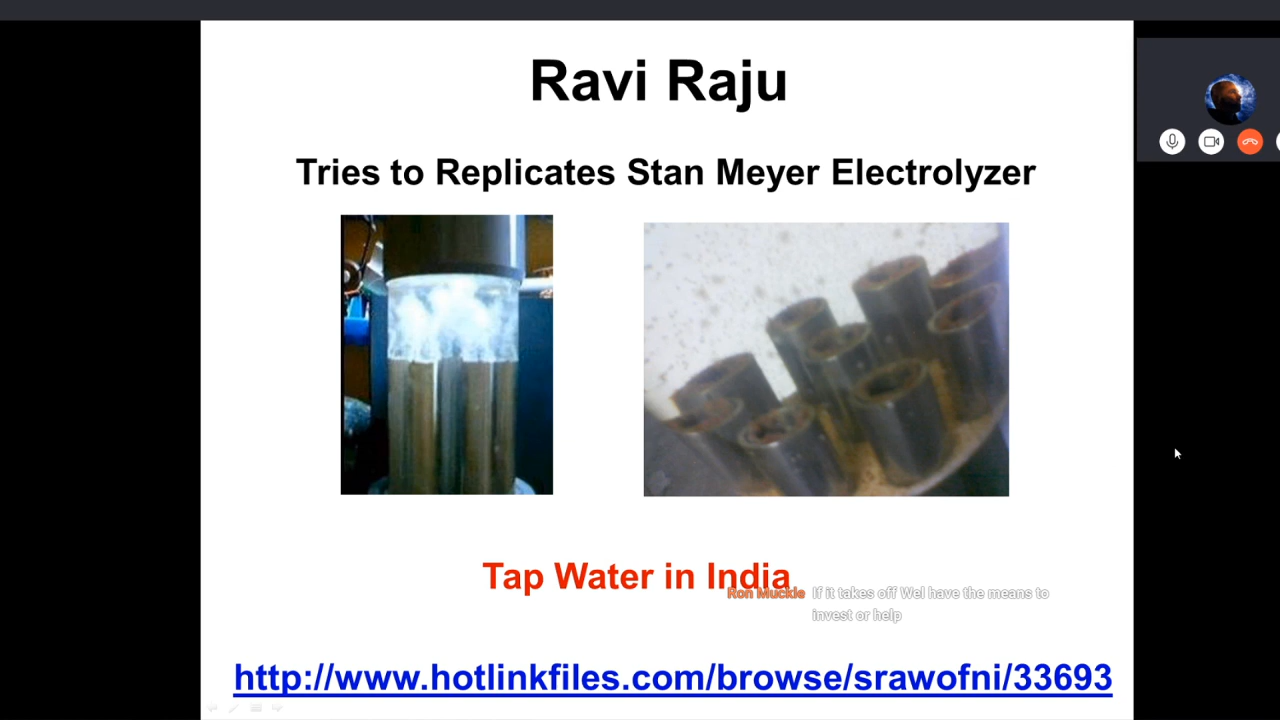 Ravi Raju
Tries to Replicates Stan Meyer Electrolyzer
Tap Water in India
Ron Muckle If it takes off Wel have the means to
invest or help
http://www.hotlinkfiles.com/browse/srawofni/33693